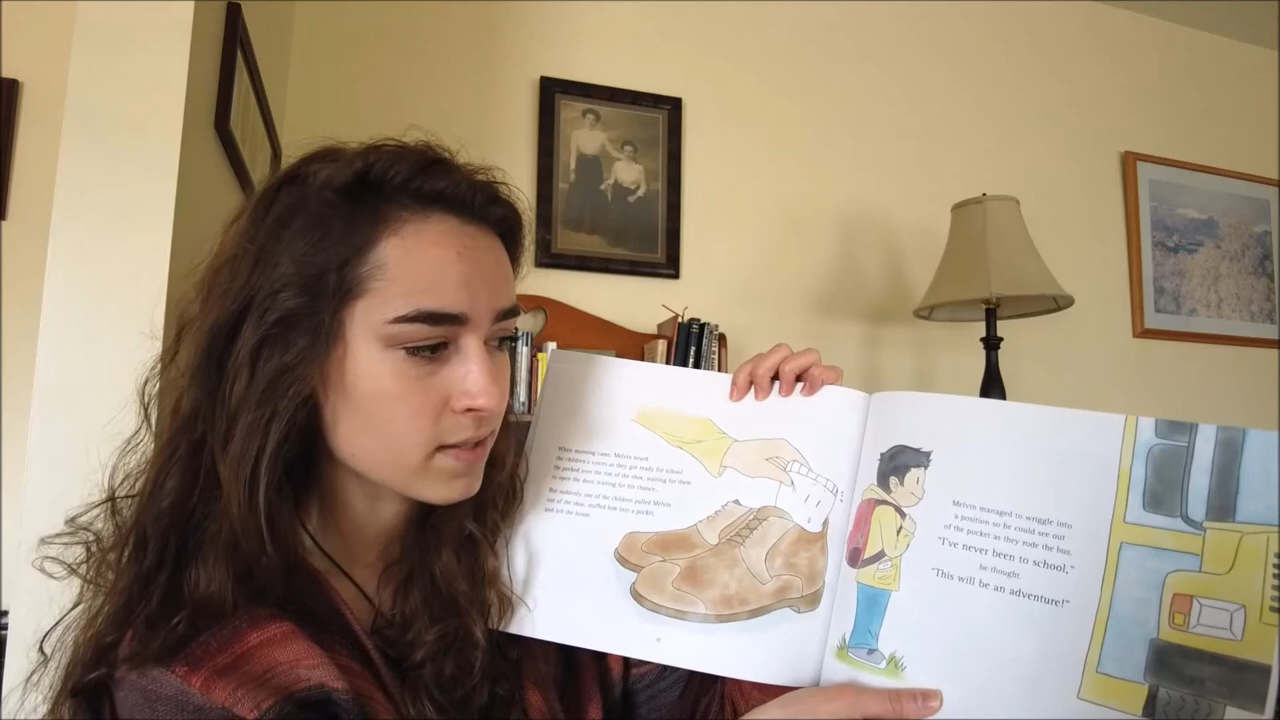 When morning came, Melvin heard
the children's voices as they got ready for school.
He peeked over the rim of the shoe, waiting for them
to open the door, waiting for his chance...
But suddenly one of the children pulled Melvin
out of the shoe, stuffed him into a pocket,
and left the house.
Melvin managed to wriggle into
a position so he could see out
of the pocket as they rode the bus.
"I've never been to school,"
he thought.
"This will be an adventure!"